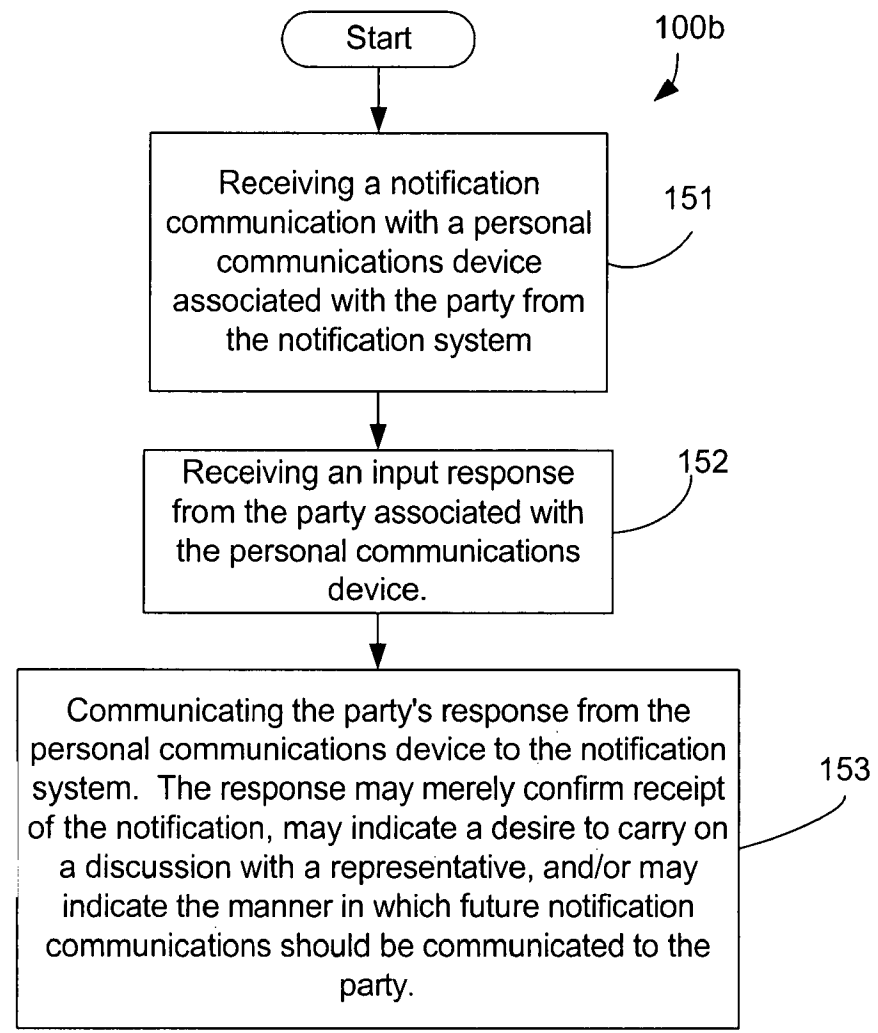 Start
100b
Receiving a notification
communication with a personal
communications device
associated with the party from
the notification system
151
Receiving an input response
from the party associated with
the personal communications
device.
152
Communicating the party's response from the
personal communications device to the notification
system. The response may merely confirm receipt
of the notification, may indicate a desire to carry on
a discussion with a representative, and/or may
indicate the manner in which future notification
communications should be communicated to the
party.
153